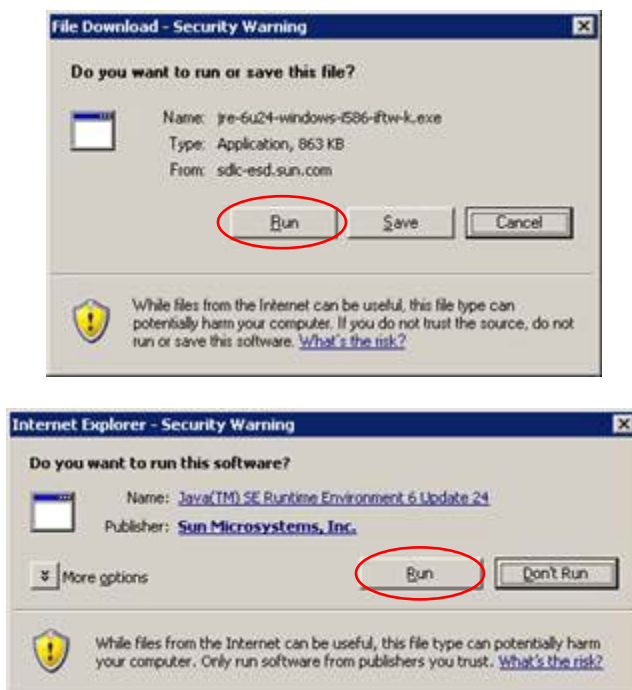 File Download - Security Warning
Do you want to run or save this file?
Name: jre-6u24-windows-i586-iftw-k.exe
Type: Application, 863 KB
From: sdlc-esd.sun.com
Run Save Cancel
While files from the Internet can be useful, this file type can
potentially harm your computer. If you do not trust the source, do not
run or save this software. What's the risk?
Internet Explorer - Security Warning
Do you want to run this software?
Name: Java(TM) SE Runtime Environment 6 Update 24
Publisher: Sun Microsystems, Inc.
More options Run Don't Run
While files from the Internet can be useful, this file type can potentially harm
your computer. Only run software from publishers you trust. What's the risk?